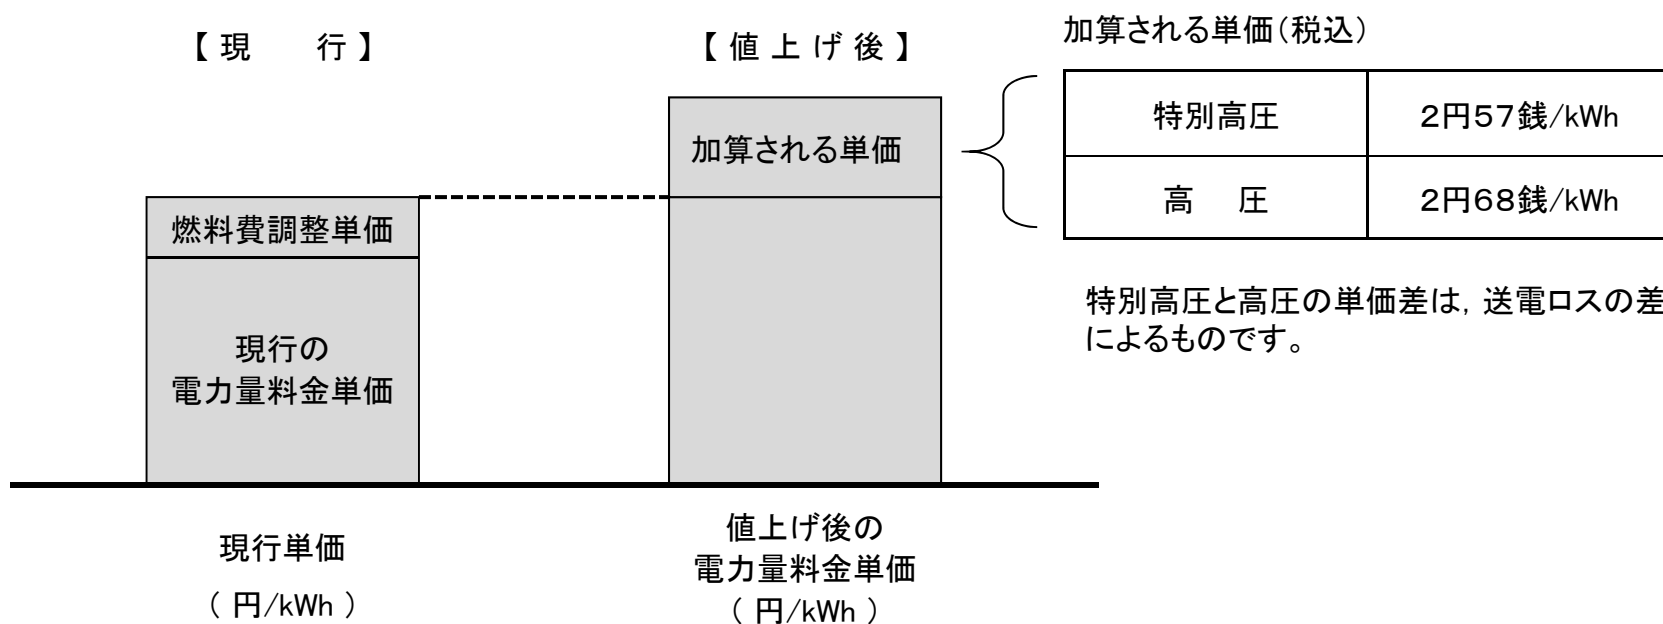 【 現　　行 】
燃料費調整単価
現行の
電力量料金単価
現行単価
（ 円/kWh ）
【 値 上 げ 後 】
加算される単価
値上げ後の
電力量料金単価
（ 円/kWh ）
加算される単価（税込）
特別高圧　２円５７銭/kWh
高　圧　２円６８銭/kWh
特別高圧と高圧の単価差は，送電ロスの差
によるものです。